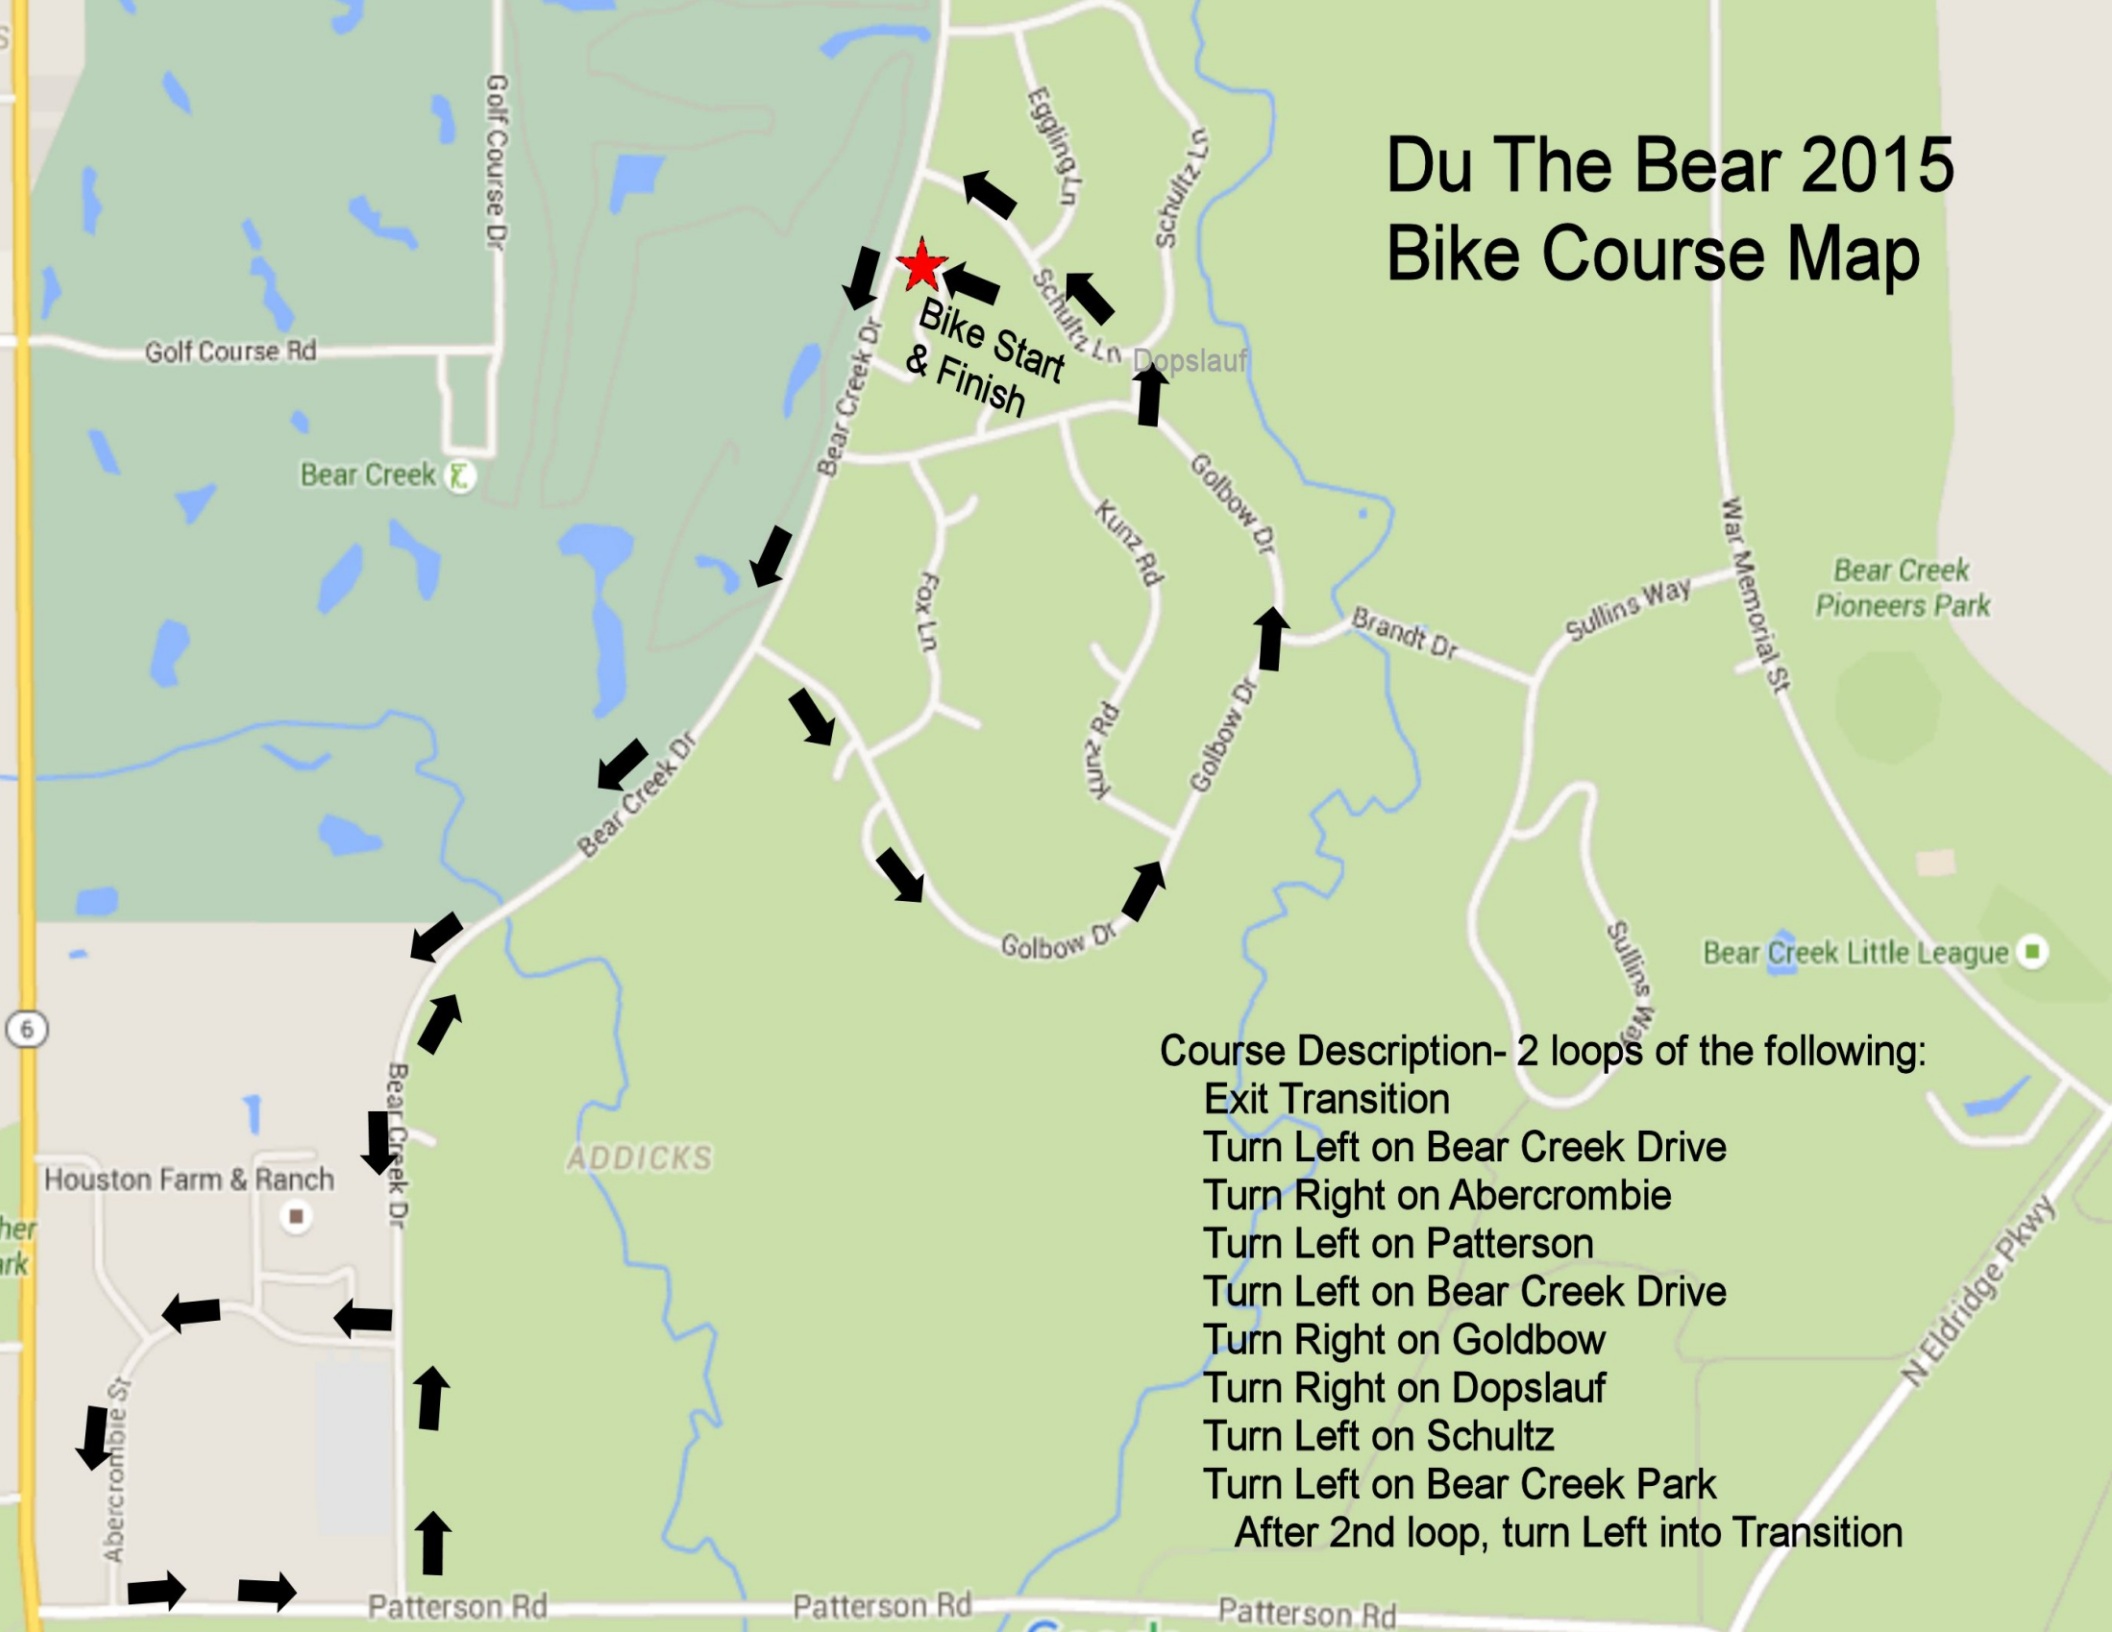 Du The Bear 2015
Bike Course Map
Golf Course Dr
Eggling Ln
Schultz Ln
Bike Start
& Finish
Schultz Ln
Dopslauf
Golf Course Rd
Bear Creek Dr
Bear Creek
Golbow Dr
Kunz Rd
Fox Ln
War Memorial St
Bear Creek
Pioneers Park
Sullins Way
Brandt Dr
Kunz Rd
Golbow Dr
Bear Creek Dr
Golbow Dr
Sullins Way
Bear Creek Little League
6
Bear Creek Dr
ADDICKS
Houston Farm & Ranch
Course Description- 2 loops of the following:
Exit Transition
Turn Left on Bear Creek Drive
Turn Right on Abercrombie
Turn Left on Patterson
Turn Left on Bear Creek Drive
Turn Right on Goldbow
Turn Right on Dopslauf
Turn Left on Schultz
Turn Left on Bear Creek Park
After 2nd loop, turn Left into Transition
N Eldridge Pkwy
Abercrombie St
Patterson Rd
Patterson Rd
Patterson Rd